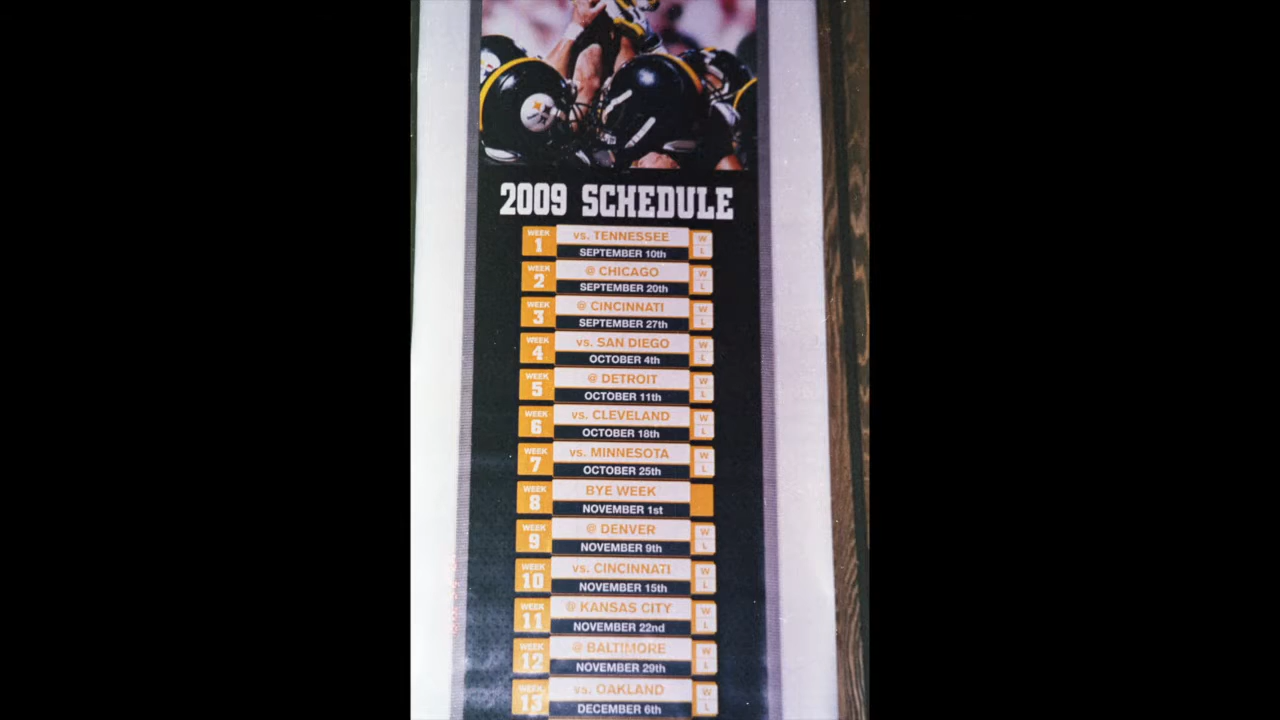 2009 SCHEDULE
WEEK 1 vs. TENNESSEE W
SEPTEMBER 10th L
WEEK 2 @ CHICAGO W
SEPTEMBER 20th L
WEEK 3 @ CINCINNATI W
SEPTEMBER 27th L
WEEK 4 vs. SAN DIEGO W
OCTOBER 4th L
WEEK 5 @ DETROIT W
OCTOBER 11th L
WEEK 6 vs. CLEVELAND W
OCTOBER 18th L
WEEK 7 vs. MINNESOTA W
OCTOBER 25th L
WEEK 8 BYE WEEK
NOVEMBER 1st
WEEK 9 @ DENVER W
NOVEMBER 9th L
WEEK 10 vs. CINCINNATI W
NOVEMBER 15th L
WEEK 11 @ KANSAS CITY W
NOVEMBER 22nd L
WEEK 12 @ BALTIMORE W
NOVEMBER 29th L
WEEK 13 vs. OAKLAND W
DECEMBER 6th L